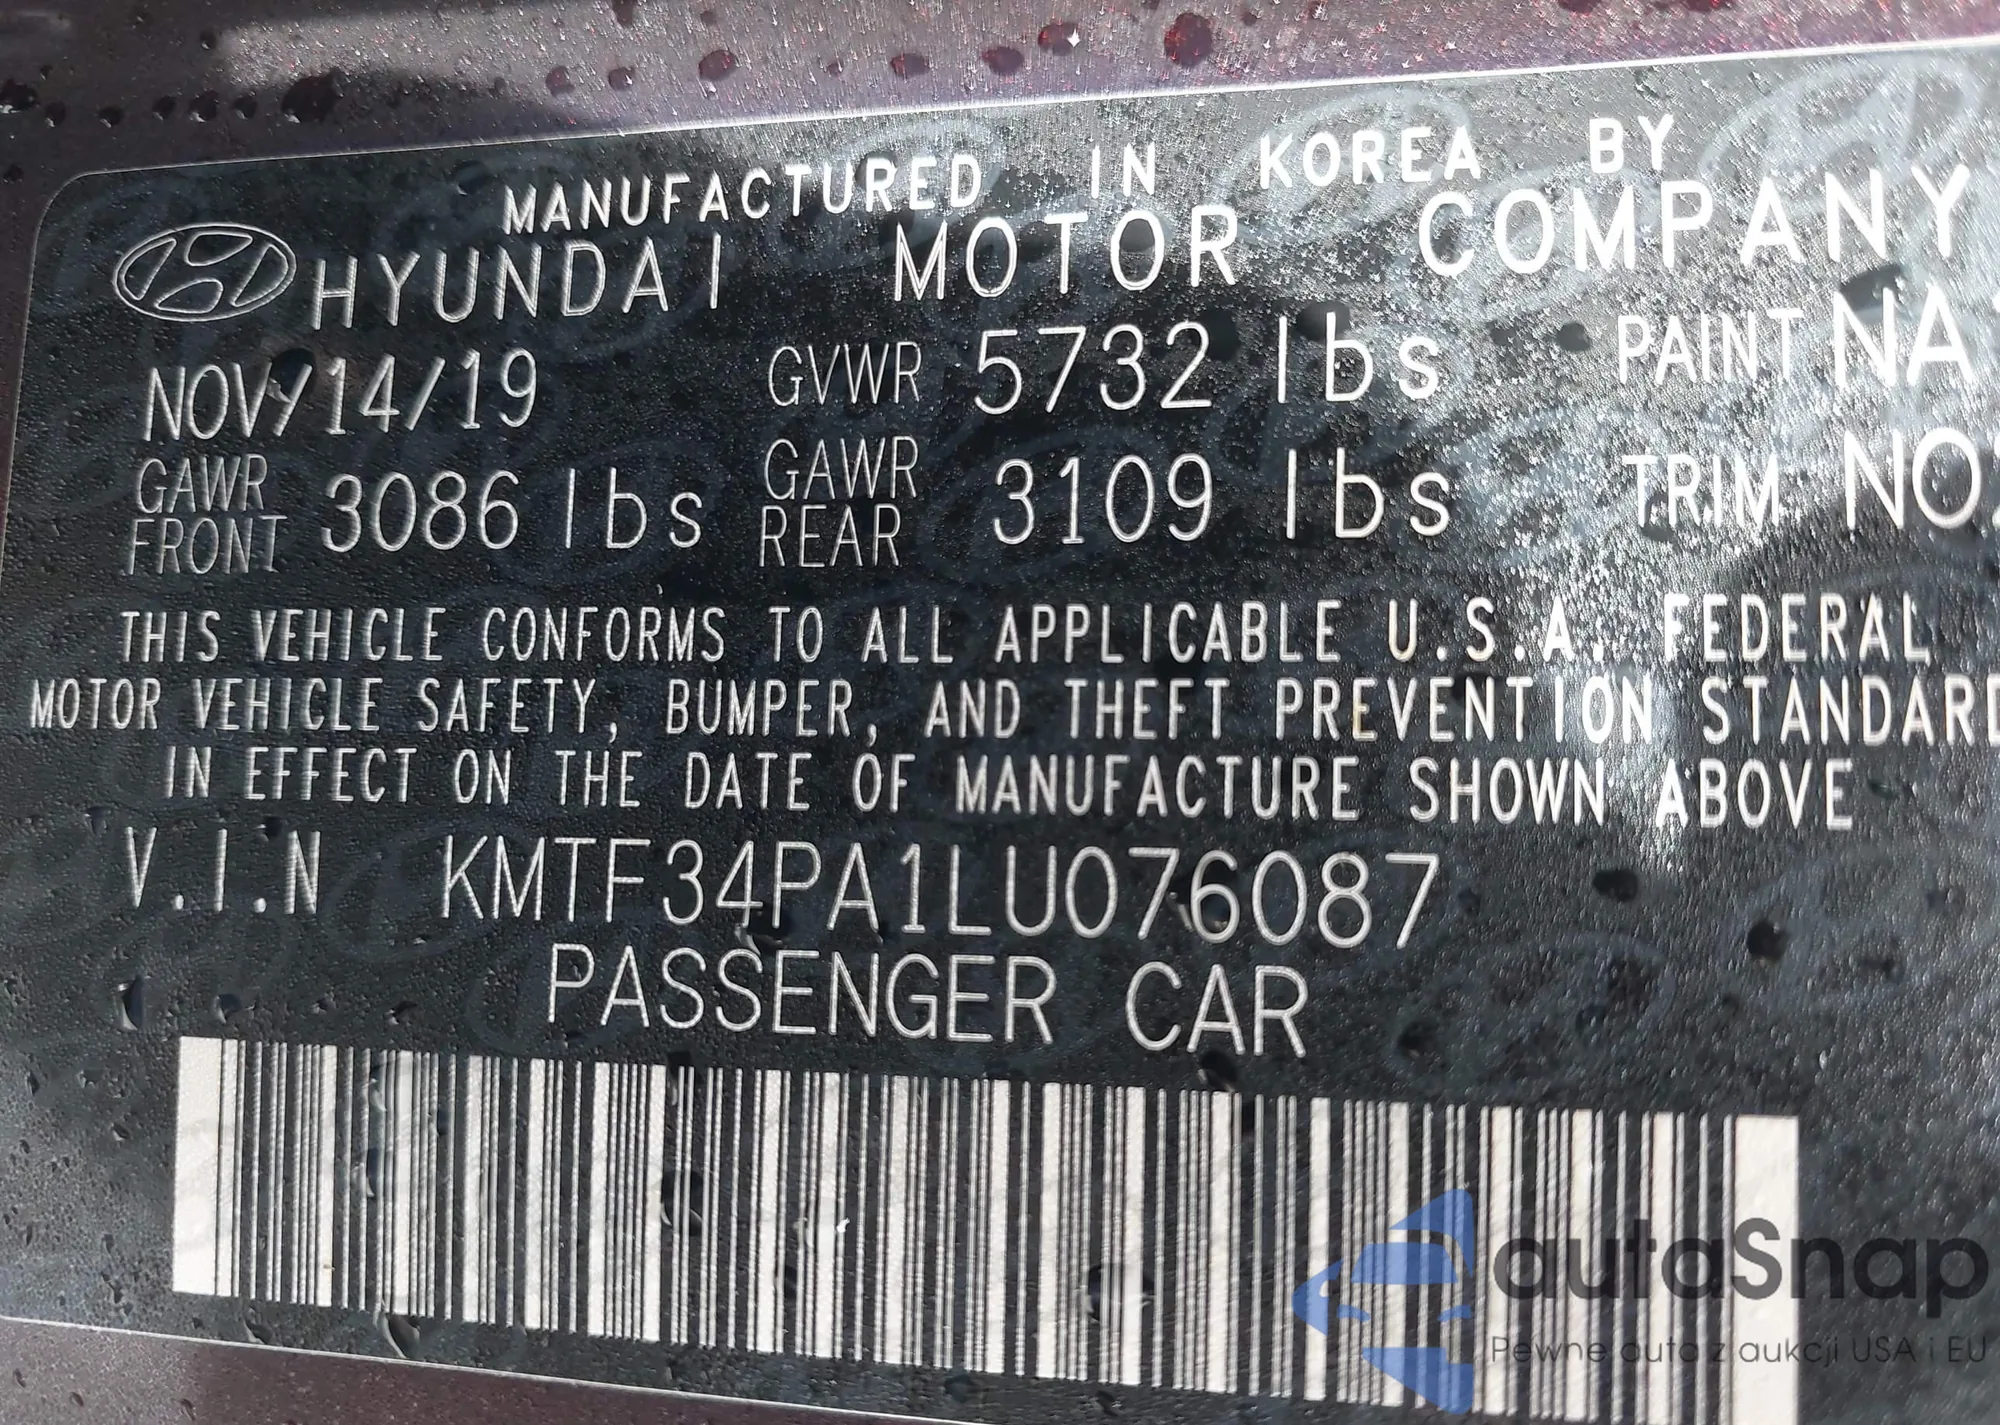 MANUFACTURED IN KOREA BY
HYUNDAI MOTOR COMPANY
NOV/14/19 GVWR 5732 lbs PAINT NA
GAWR FRONT 3086 lbs GAWR REAR 3109 lbs TRIM NO
THIS VEHICLE CONFORMS TO ALL APPLICABLE U.S.A. FEDERAL
MOTOR VEHICLE SAFETY, BUMPER, AND THEFT PREVENTION STANDARD
IN EFFECT ON THE DATE OF MANUFACTURE SHOWN ABOVE
V.I.N KMTF34PA1LU076087
PASSENGER CAR
autaSnap
Pewne auto z aukcji USA i EU